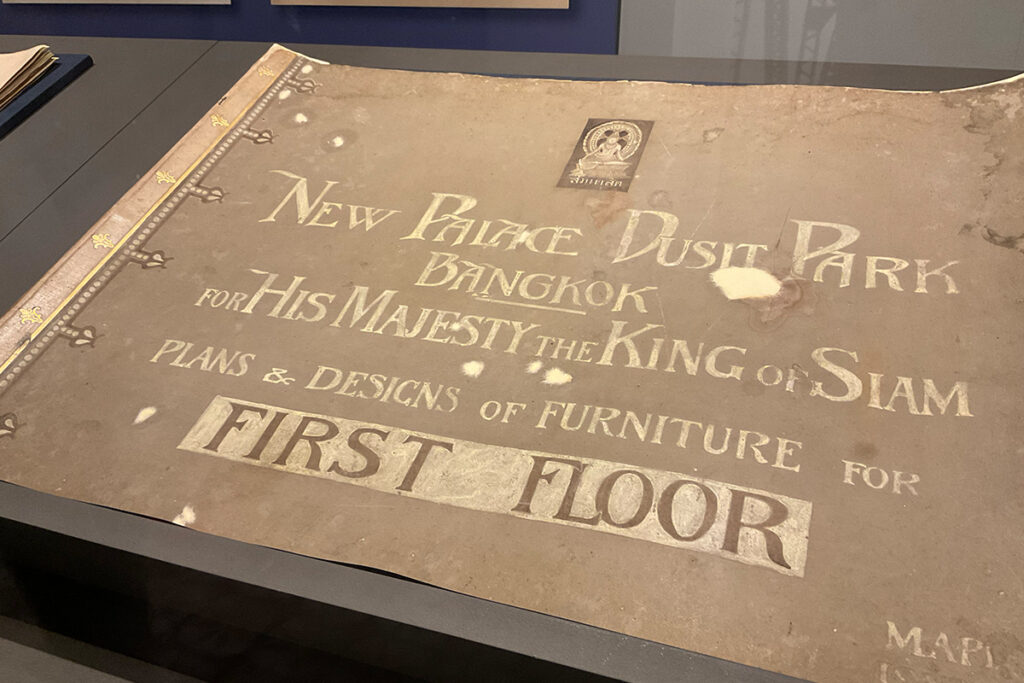 NEW PALACE DUSIT PARK
BANGKOK
FOR HIS MAJESTY THE KING OF SIAM
PLANS & DESIGNS OF FURNITURE FOR
FIRST FLOOR